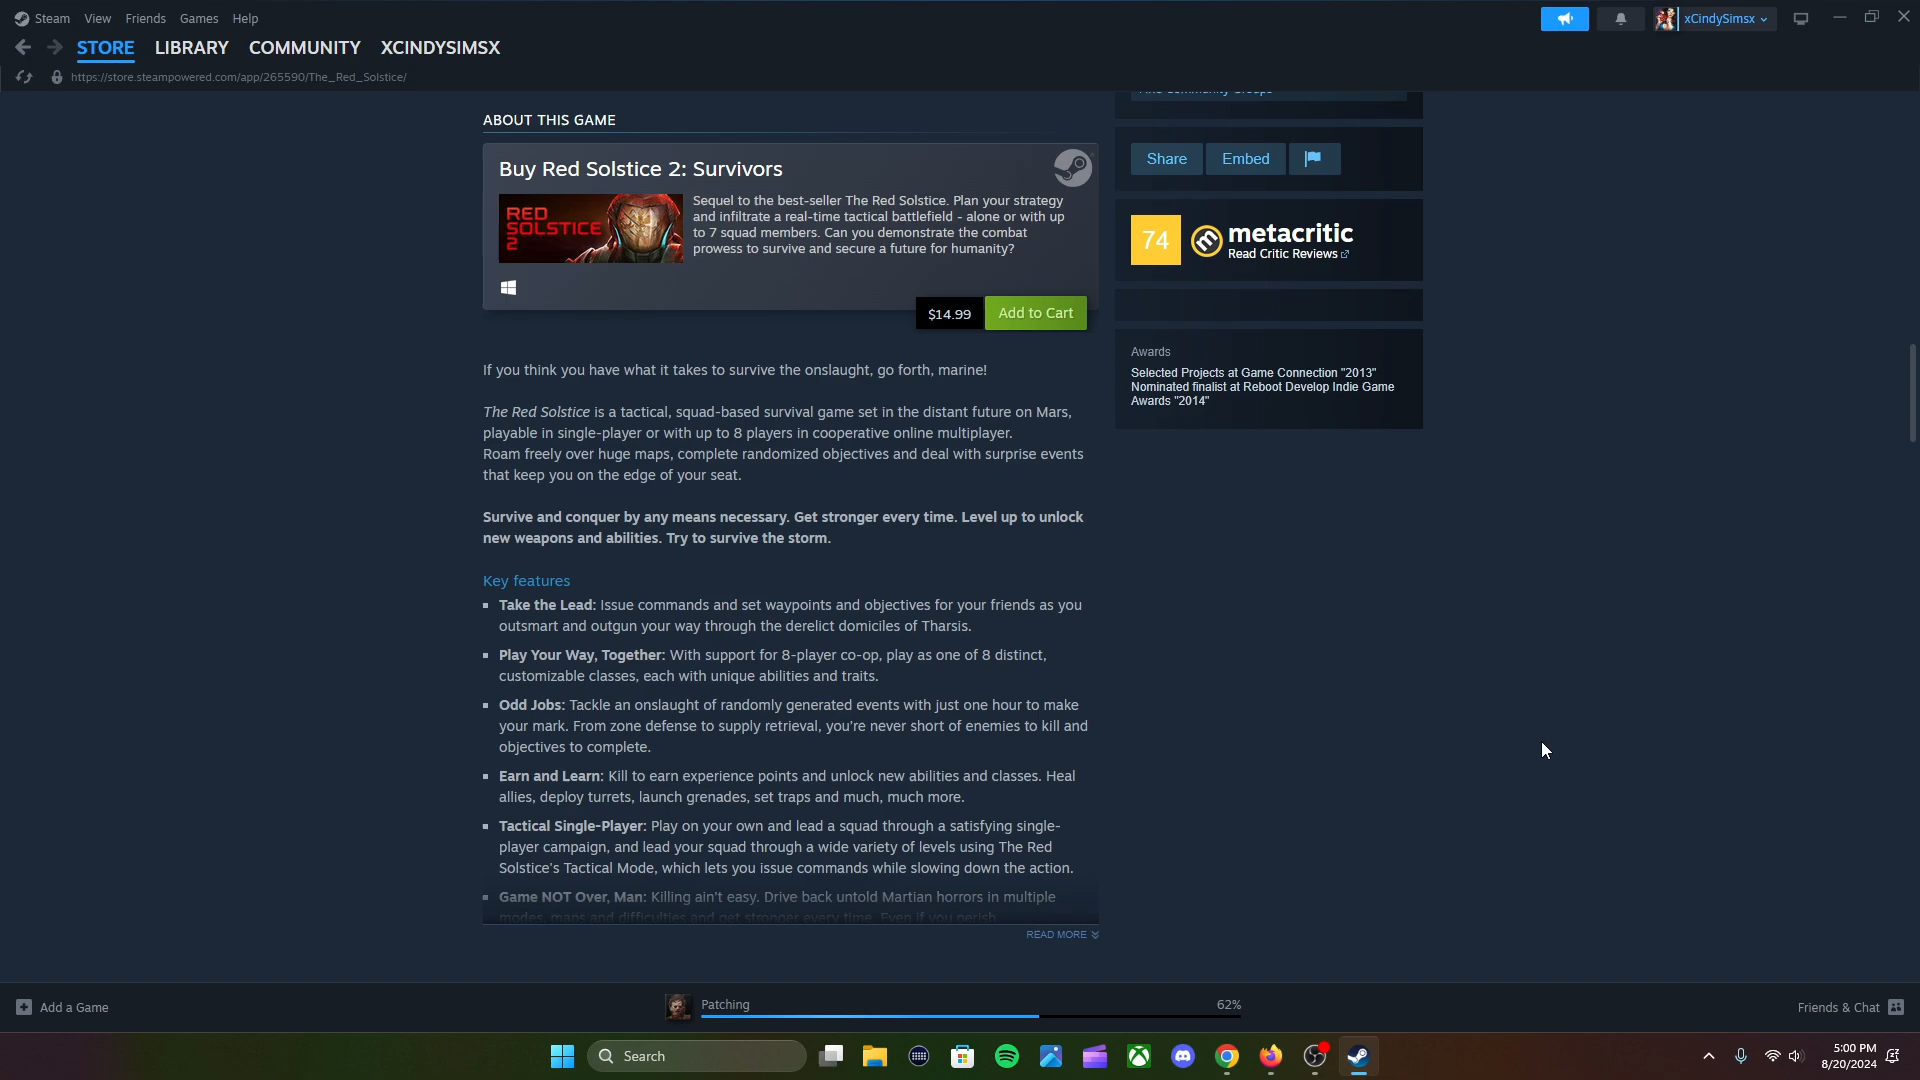 Steam View Friends Games Help
xCindySimsx
STORE LIBRARY COMMUNITY XCINDYSIMSX
https://store.steampowered.com/app/265590/The_Red_Solstice/
ABOUT THIS GAME
Buy Red Solstice 2: Survivors
RED
SOLSTICE
2
Sequel to the best-seller The Red Solstice. Plan your strategy
and infiltrate a real-time tactical battlefield - alone or with up
to 7 squad members. Can you demonstrate the combat
prowess to survive and secure a future for humanity?
$14.99 Add to Cart
If you think you have what it takes to survive the onslaught, go forth, marine!
The Red Solstice is a tactical, squad-based survival game set in the distant future on Mars,
playable in single-player or with up to 8 players in cooperative online multiplayer.
Roam freely over huge maps, complete randomized objectives and deal with surprise events
that keep you on the edge of your seat.
Survive and conquer by any means necessary. Get stronger every time. Level up to unlock
new weapons and abilities. Try to survive the storm.
Key features
Take the Lead: Issue commands and set waypoints and objectives for your friends as you
outsmart and outgun your way through the derelict domiciles of Tharsis.
Play Your Way, Together: With support for 8-player co-op, play as one of 8 distinct,
customizable classes, each with unique abilities and traits.
Odd Jobs: Tackle an onslaught of randomly generated events with just one hour to make
your mark. From zone defense to supply retrieval, you're never short of enemies to kill and
objectives to complete.
Earn and Learn: Kill to earn experience points and unlock new abilities and classes. Heal
allies, deploy turrets, launch grenades, set traps and much, much more.
Tactical Single-Player: Play on your own and lead a squad through a satisfying single-
player campaign, and lead your squad through a wide variety of levels using The Red
Solstice's Tactical Mode, which lets you issue commands while slowing down the action.
Game NOT Over, Man: Killing ain't easy. Drive back untold Martian horrors in multiple
modes, maps and difficulties and get stronger every time. Even if you perish
READ MORE
Share Embed
74 metacritic
Read Critic Reviews
Awards
Selected Projects at Game Connection "2013"
Nominated finalist at Reboot Develop Indie Game
Awards "2014"
Add a Game
Patching 62%
Friends & Chat
Search
5:00 PM
8/20/2024